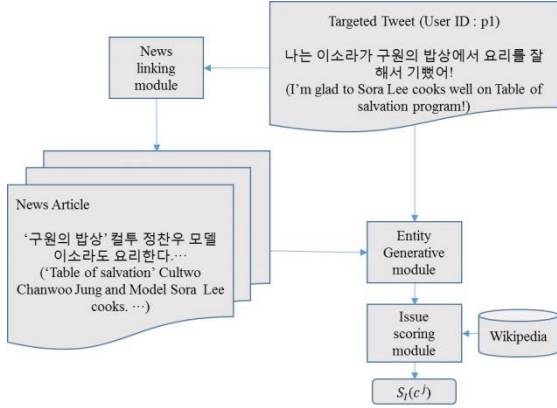 Targeted Tweet (User ID : p1)
나는 이소라가 구원의 밥상에서 요리를 잘
해서 기뻤어!
(I'm glad to Sora Lee cooks well on Table of
salvation program!)
News
linking
module
News Article
‘구원의 밥상’ 컬투 정찬우 모델
이소라도 요리한다.…
(‘Table of salvation’ Cultwo
Chanwoo Jung and Model Sora Lee
cooks. …)
Entity
Generative
module
Issue
scoring
module
Wikipedia
S_I(c^j)